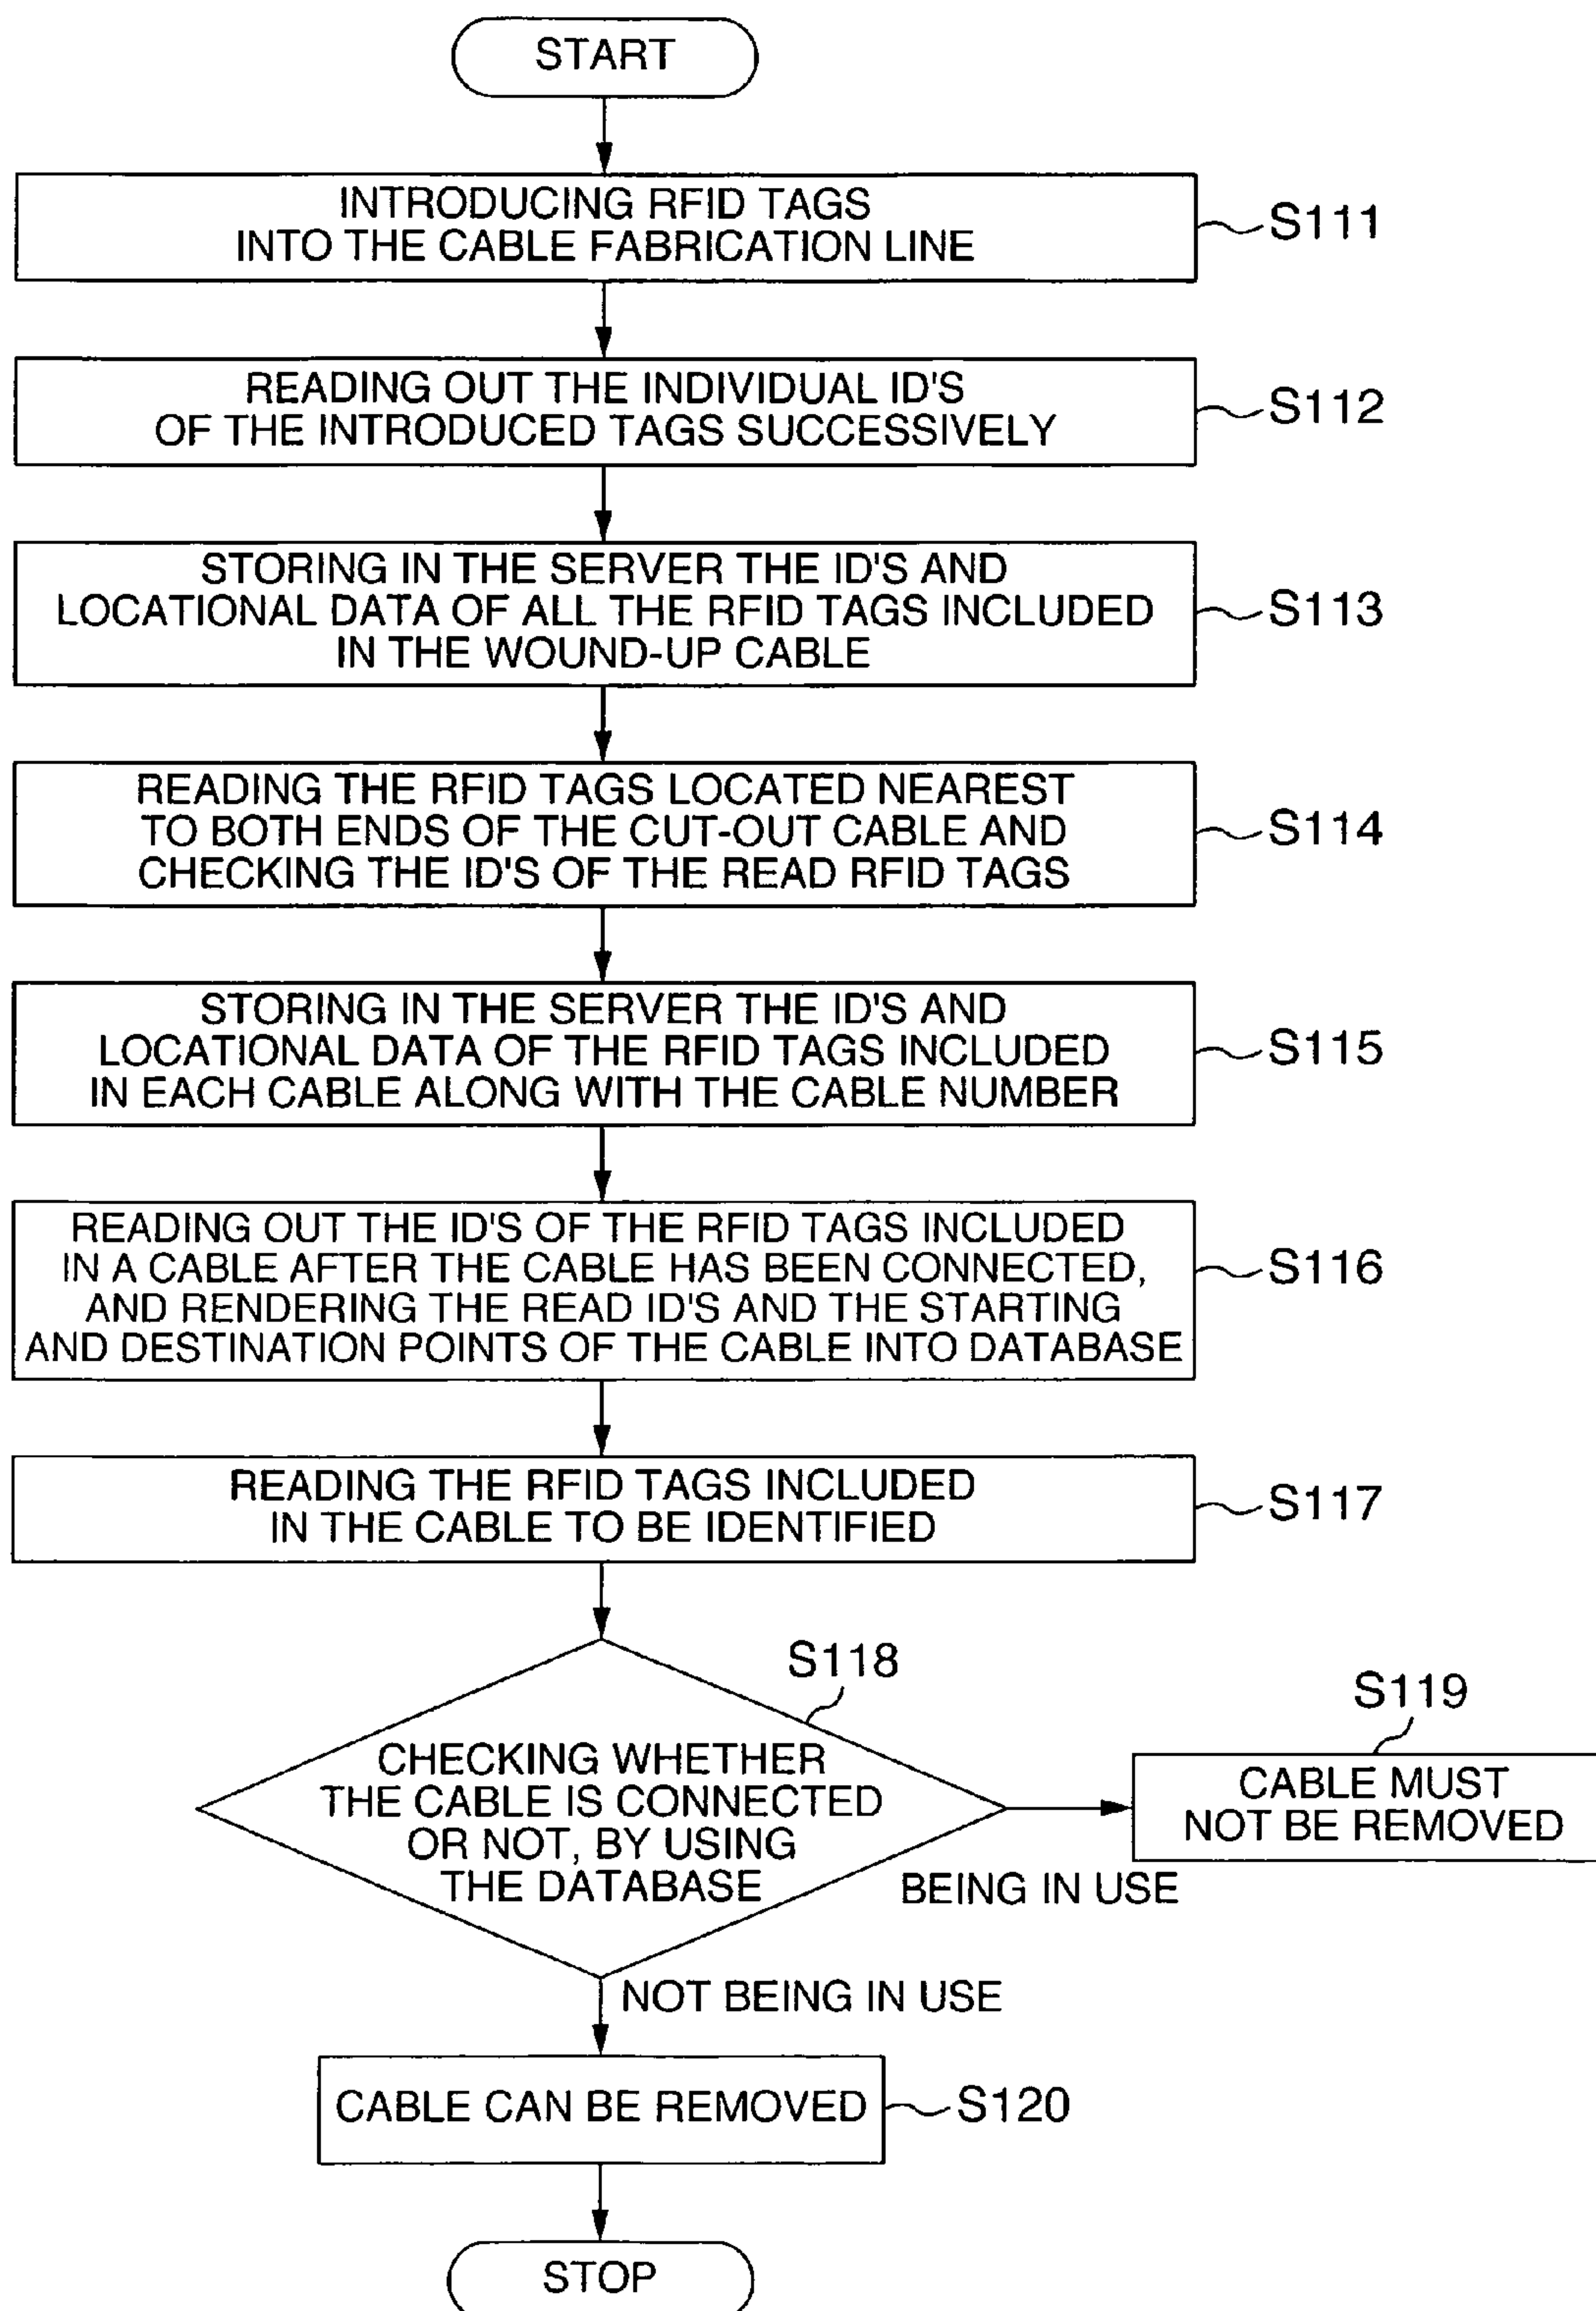 START
INTRODUCING RFID TAGS
INTO THE CABLE FABRICATION LINE
S111
READING OUT THE INDIVIDUAL ID'S
OF THE INTRODUCED TAGS SUCCESSIVELY
S112
STORING IN THE SERVER THE ID'S AND
LOCATIONAL DATA OF ALL THE RFID TAGS INCLUDED
IN THE WOUND-UP CABLE
S113
READING THE RFID TAGS LOCATED NEAREST
TO BOTH ENDS OF THE CUT-OUT CABLE AND
CHECKING THE ID'S OF THE READ RFID TAGS
S114
STORING IN THE SERVER THE ID'S AND
LOCATIONAL DATA OF THE RFID TAGS INCLUDED
IN EACH CABLE ALONG WITH THE CABLE NUMBER
S115
READING OUT THE ID'S OF THE RFID TAGS INCLUDED
IN A CABLE AFTER THE CABLE HAS BEEN CONNECTED,
AND RENDERING THE READ ID'S AND THE STARTING
AND DESTINATION POINTS OF THE CABLE INTO DATABASE
S116
READING THE RFID TAGS INCLUDED
IN THE CABLE TO BE IDENTIFIED
S117
S118
CHECKING WHETHER
THE CABLE IS CONNECTED
OR NOT, BY USING
THE DATABASE
S119
CABLE MUST
NOT BE REMOVED
BEING IN USE
NOT BEING IN USE
CABLE CAN BE REMOVED
S120
STOP